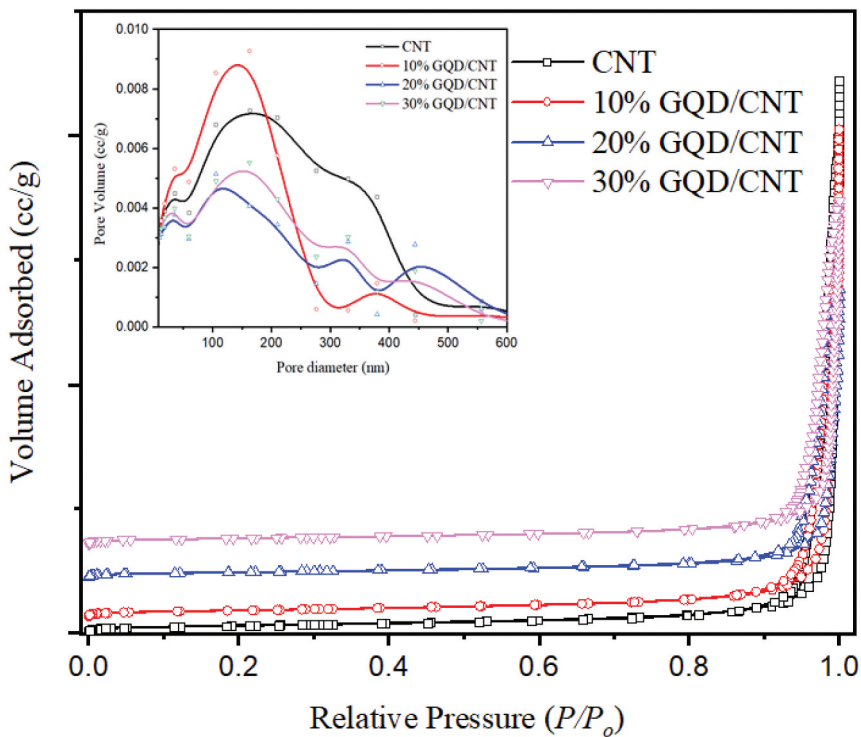 0.010
0.008
0.006
0.004
0.002
0.000
Pore Volume (cc/g)
100 200 300 400 500 600
Pore diameter (nm)
CNT
10% GQD/CNT
20% GQD/CNT
30% GQD/CNT
CNT
10% GQD/CNT
20% GQD/CNT
30% GQD/CNT
Volume Adsorbed (cc/g)
0.0 0.2 0.4 0.6 0.8 1.0
Relative Pressure (P/Po)